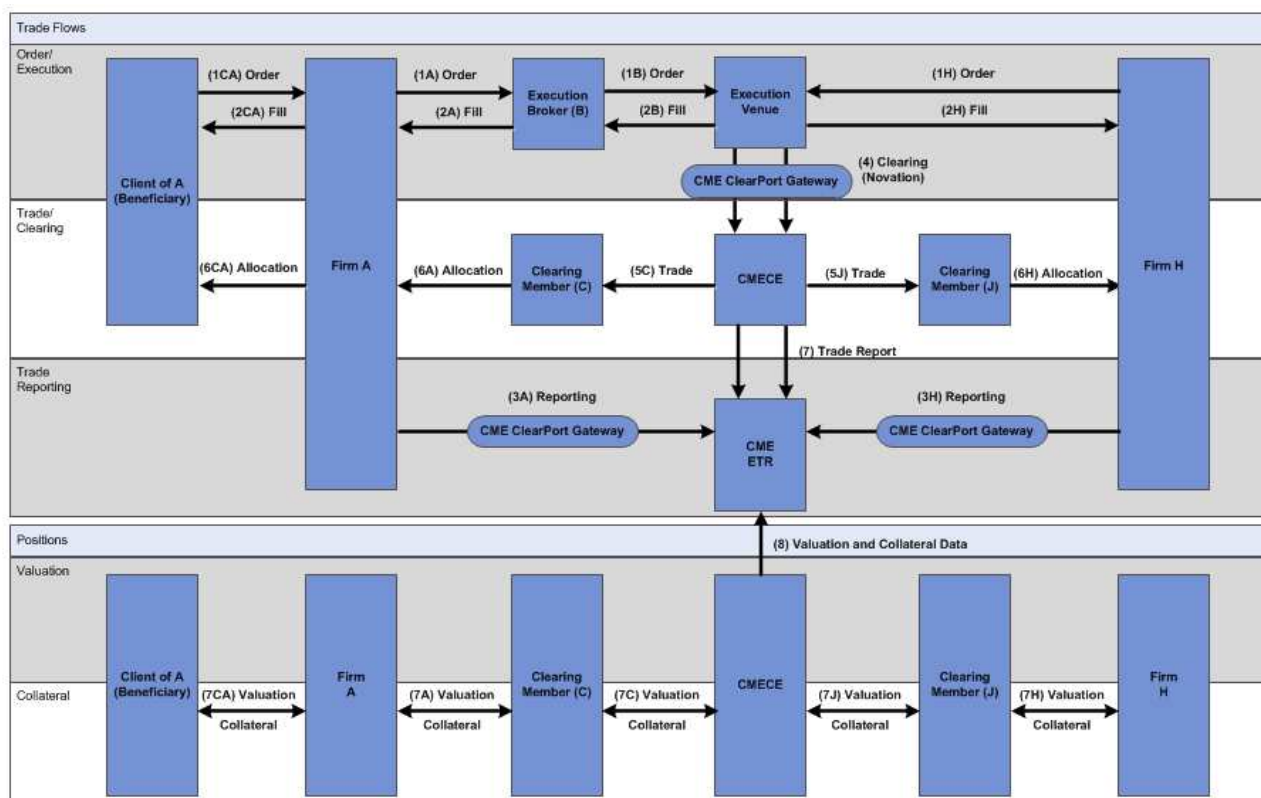 Trade Flows
Order/
Execution
(1CA) Order
(1A) Order
(1B) Order
(1H) Order
Execution
Broker (B)
Execution
Venue
(2CA) Fill
(2A) Fill
(2B) Fill
(2H) Fill
Client of A
(Beneficiary)
CME ClearPort Gateway
(4) Clearing
(Novation)
Trade/
Clearing
Firm A
Firm H
(6CA) Allocation
(6A) Allocation
Clearing
Member (C)
(5C) Trade
CMECE
(5J) Trade
Clearing
Member (J)
(6H) Allocation
(7) Trade Report
Trade
Reporting
(3A) Reporting
(3H) Reporting
CME ClearPort Gateway
CME ClearPort Gateway
CME
ETR
Positions
(8) Valuation and Collateral Data
Valuation
Client of A
(Beneficiary)
Firm
A
Clearing
Member (C)
CMECE
Clearing
Member (J)
Firm
H
Collateral
(7CA) Valuation
(7A) Valuation
(7C) Valuation
(7J) Valuation
(7H) Valuation
Collateral
Collateral
Collateral
Collateral
Collateral